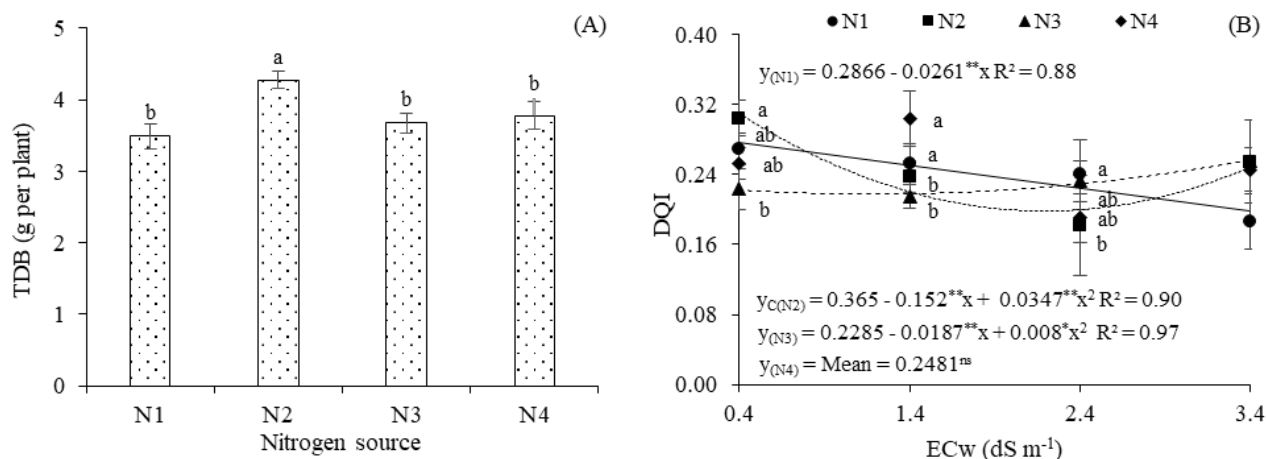 (A)
5
4
3
2
1
0
TDB (g per plant)
b
a
b
b
N1 N2 N3 N4
Nitrogen source
N1 N2 N3 N4
(B)
0.40
0.32
0.24
0.16
0.08
0.00
DQI
y(N1) = 0.2866 - 0.0261**x R² = 0.88
a
ab
ab
b
a
a
b
b
a
ab
ab
b
yC(N2) = 0.365 - 0.152**x + 0.0347**x² R² = 0.90
y(N3) = 0.2285 - 0.0187**x + 0.008*x² R² = 0.97
y(N4) = Mean = 0.2481ns
0.4 1.4 2.4 3.4
ECw (dS m-1)